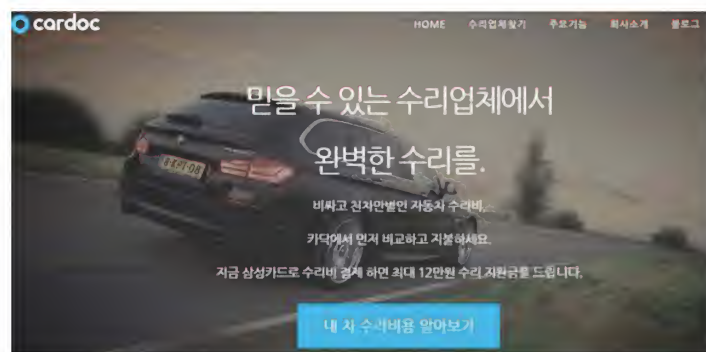 cardoc
HOME 수리업체찾기 주요기능 회사소개 블로그
믿을 수 있는 수리업체에서
완벽한 수리를.
비싸고 천차만별인 자동차 수리비,
카닥에서 먼저 비교하고 지불하세요.
지금 삼성카드로 수리비 결제 하면 최대 12만원 수리 지원금를 드립니다.
내 차 수리비용 알아보기